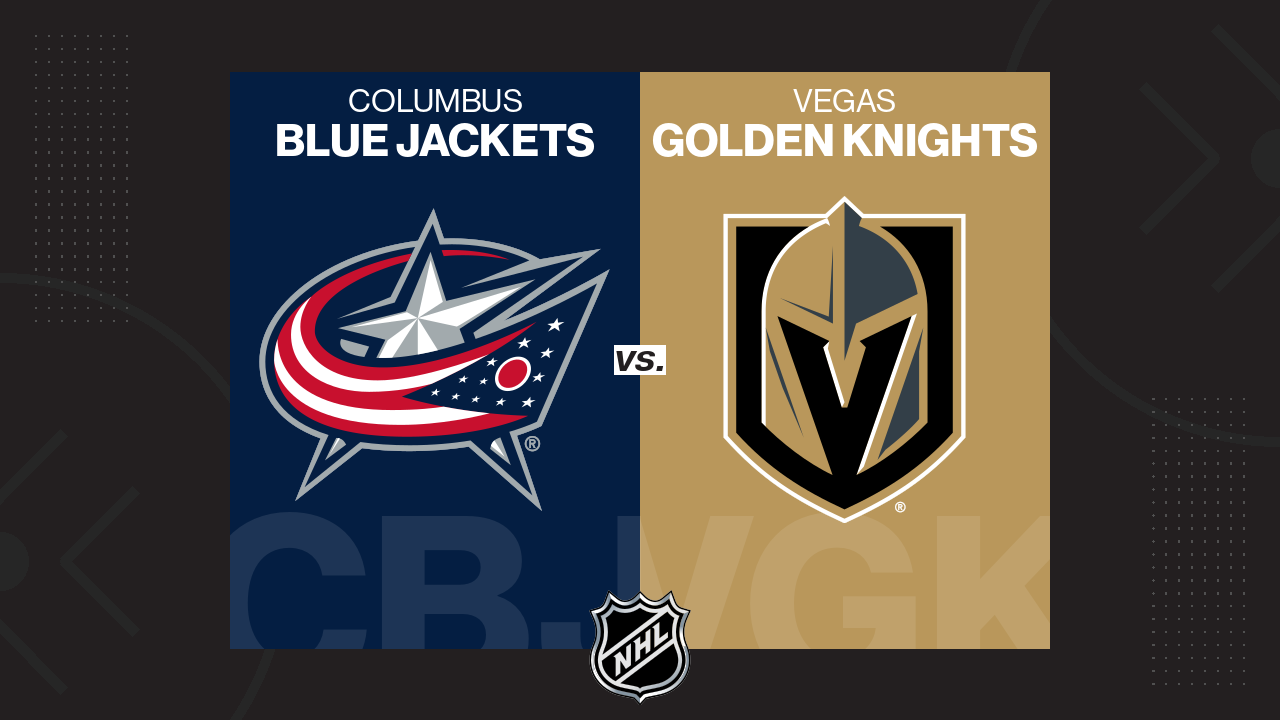 COLUMBUS
BLUE JACKETS
VEGAS
GOLDEN KNIGHTS
vs.
®
®
CBJ
VGK
NHL